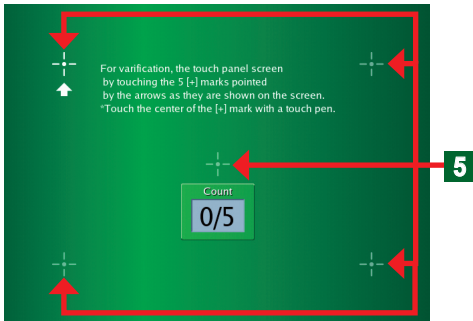 For varification, the touch panel screen
by touching the 5 [+] marks pointed
by the arrows as they are shown on the screen.
*Touch the center of the [+] mark with a touch pen.
5
Count
0/5